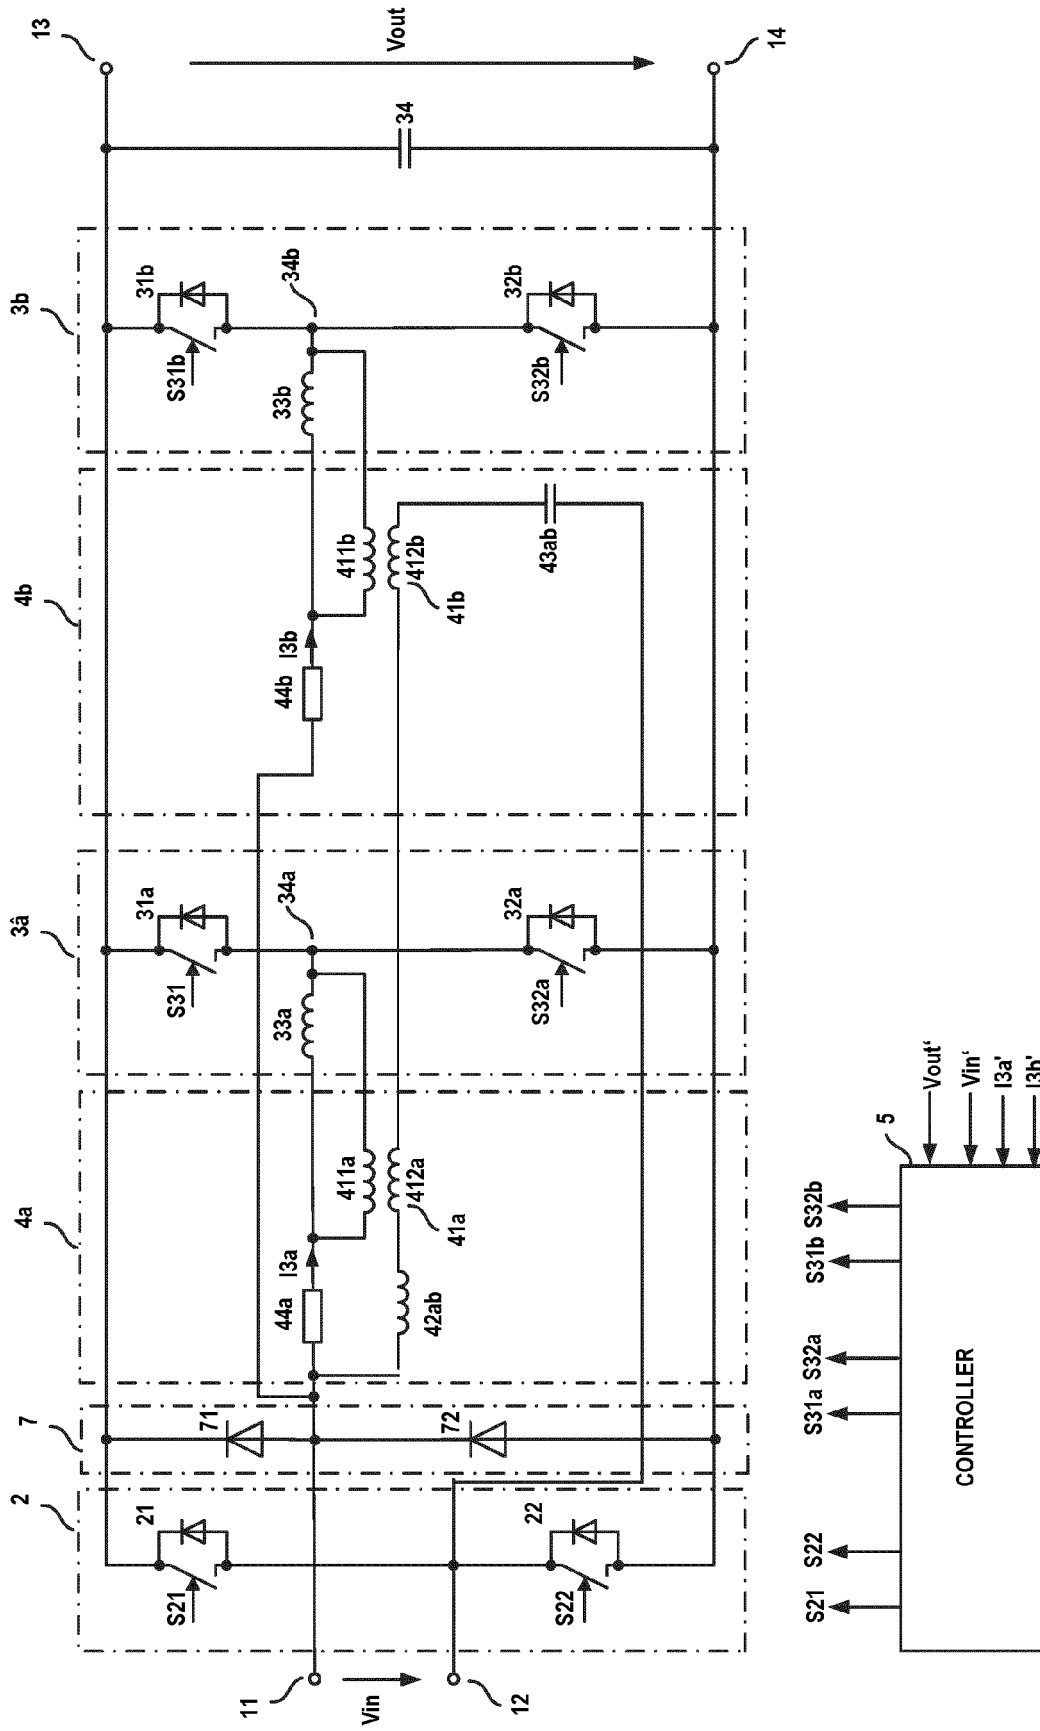 13
Vout
14
34
3b
31b
S31b
34b
33b
32b
S32b
4b
411b
412b
41b
43ab
I3b
44b
3a
31a
S31
34a
33a
32a
S32a
4a
411a
412a
41a
I3a
44a
42ab
7
71
72
2
21
S21
22
S22
11
Vin
12
5
Vout'
Vin'
I3a'
I3b'
S32b
S31b
S32a
S31a
S22
S21
CONTROLLER